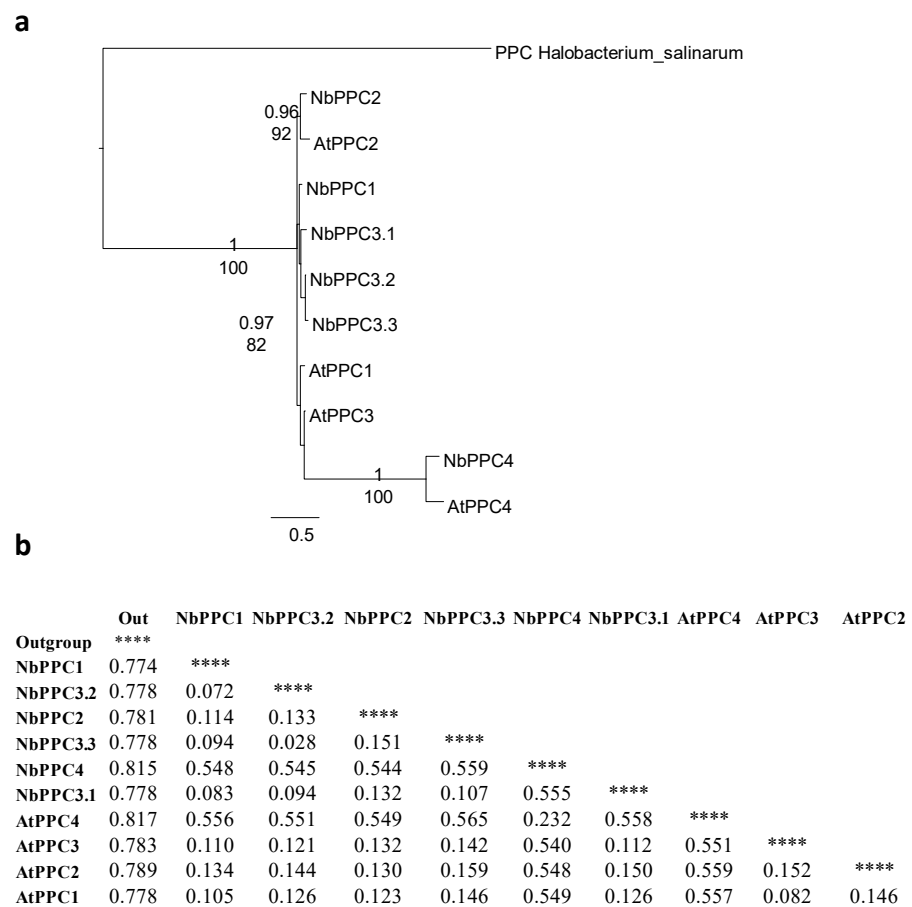 a
PPC Halobacterium_salinarum
NbPPC2
0.96
92
AtPPC2
NbPPC1
NbPPC3.1
1
100
NbPPC3.2
0.97
82
NbPPC3.3
AtPPC1
AtPPC3
NbPPC4
1
100
AtPPC4
0.5
b
Out NbPPC1 NbPPC3.2 NbPPC2 NbPPC3.3 NbPPC4 NbPPC3.1 AtPPC4 AtPPC3 AtPPC2
Outgroup ****
NbPPC1 0.774 ****
NbPPC3.2 0.778 0.072 ****
NbPPC2 0.781 0.114 0.133 ****
NbPPC3.3 0.778 0.094 0.028 0.151 ****
NbPPC4 0.815 0.548 0.545 0.544 0.559 ****
NbPPC3.1 0.778 0.083 0.094 0.132 0.107 0.555 ****
AtPPC4 0.817 0.556 0.551 0.549 0.565 0.232 0.558 ****
AtPPC3 0.783 0.110 0.121 0.132 0.142 0.540 0.112 0.551 ****
AtPPC2 0.789 0.134 0.144 0.130 0.159 0.548 0.150 0.559 0.152 ****
AtPPC1 0.778 0.105 0.126 0.123 0.146 0.549 0.126 0.557 0.082 0.146